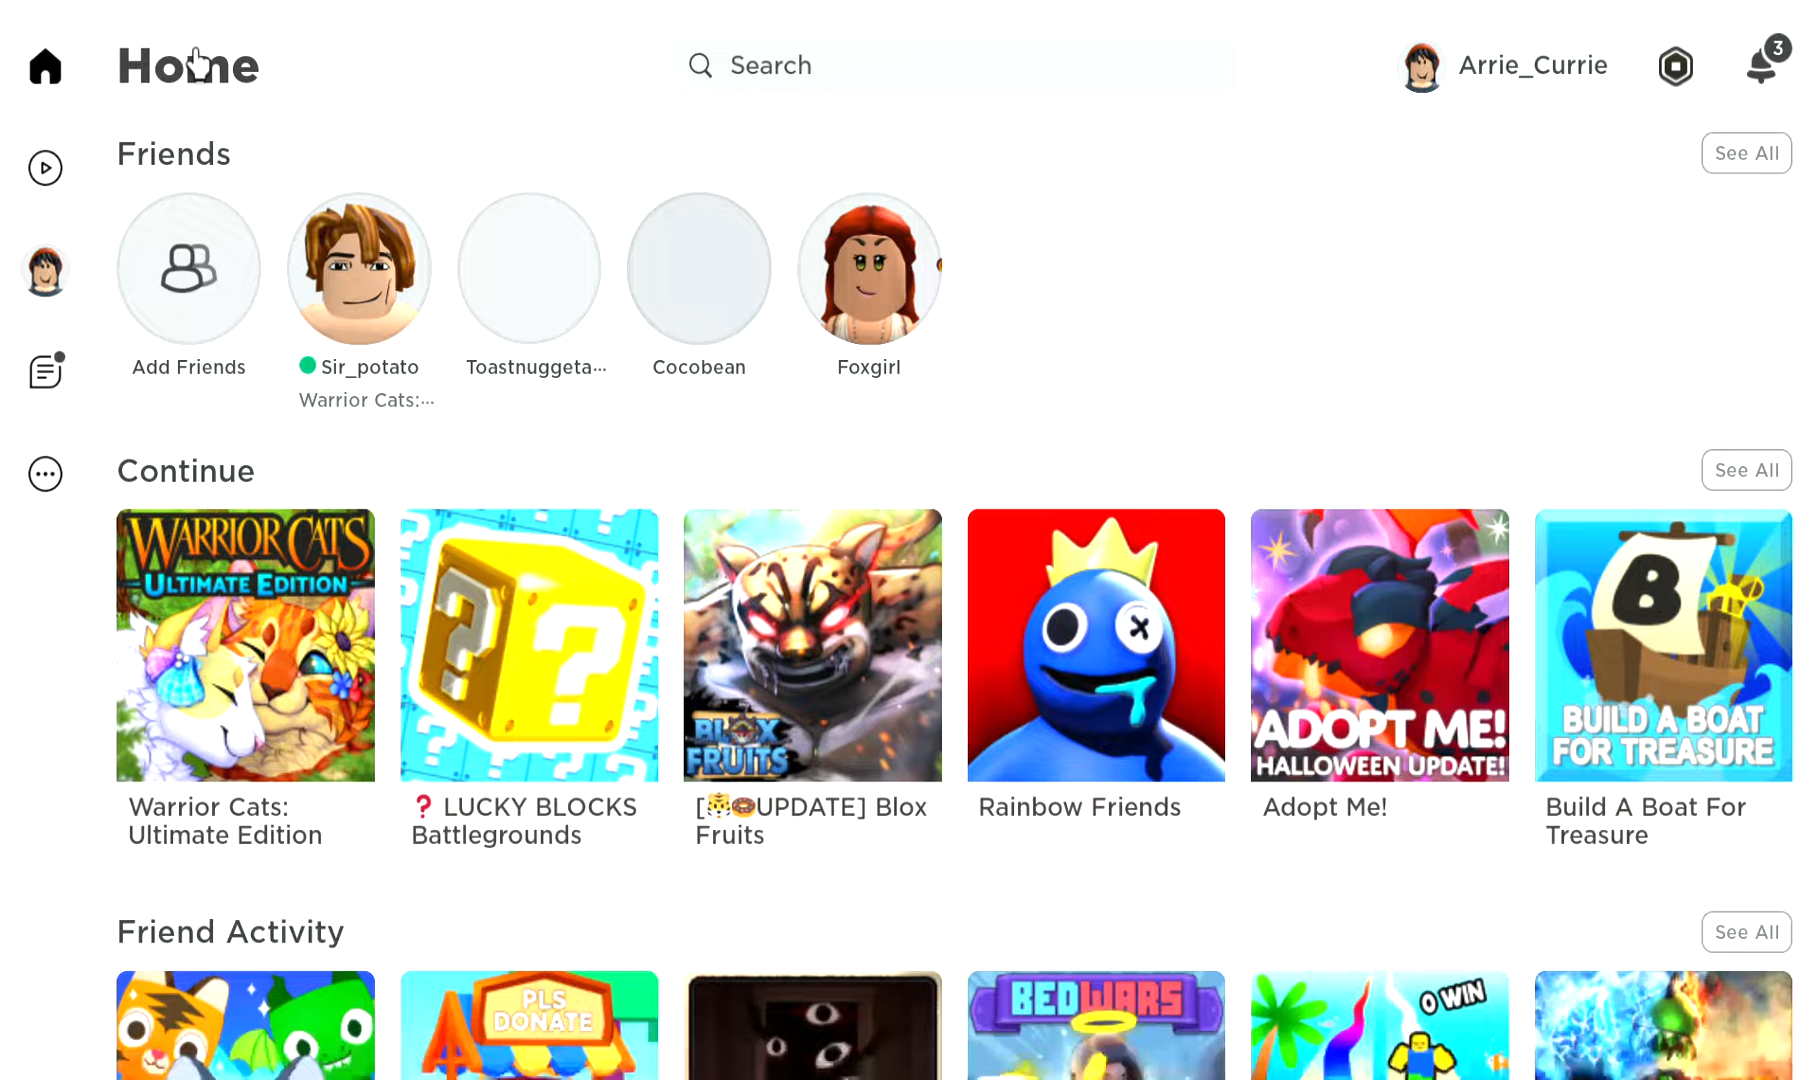 Home
Search
Arrie_Currie
3
Friends
See All
Add Friends
Sir_potato
Toastnuggeta...
Cocobean
Foxgirl
Warrior Cats:...
Continue
See All
WARRIOR CATS
ULTIMATE EDITION
? ?
BLOX
FRUITS
ADOPT ME!
HALLOWEEN UPDATE!
B
BUILD A BOAT
FOR TREASURE
Warrior Cats:
Ultimate Edition
❓ LUCKY BLOCKS
Battlegrounds
[🐯🍩UPDATE] Blox
Fruits
Rainbow Friends
Adopt Me!
Build A Boat For
Treasure
Friend Activity
See All
PLS
DONATE
BEDWARS
0 WIN